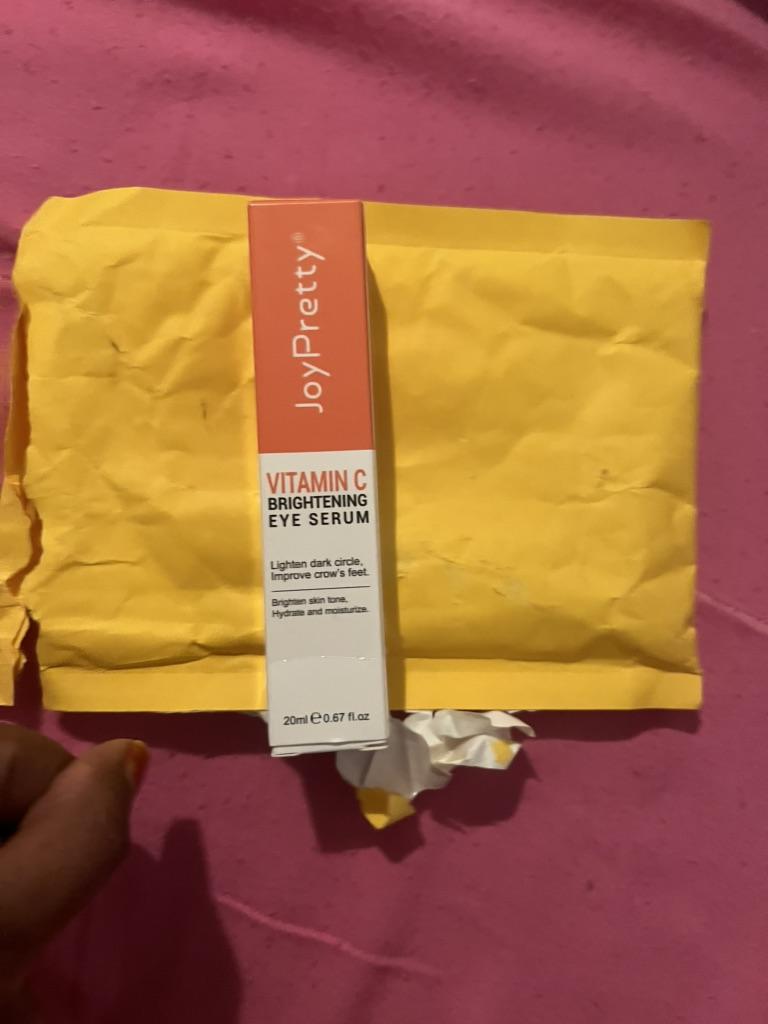 JoyPretty®
VITAMIN C
BRIGHTENING
EYE SERUM
Lighten dark circle,
Improve crow's feet.
Brighten skin tone,
Hydrate and moisturize.
20ml ℮ 0.67 fl.oz